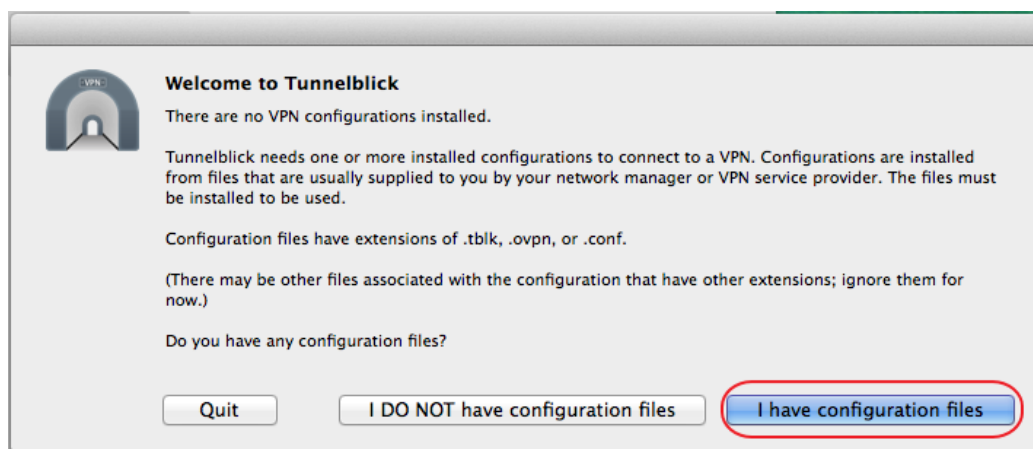 VPN
Welcome to Tunnelblick
There are no VPN configurations installed.
Tunnelblick needs one or more installed configurations to connect to a VPN. Configurations are installed
from files that are usually supplied to you by your network manager or VPN service provider. The files must
be installed to be used.
Configuration files have extensions of .tblk, .ovpn, or .conf.
(There may be other files associated with the configuration that have other extensions; ignore them for
now.)
Do you have any configuration files?
Quit
I DO NOT have configuration files
I have configuration files